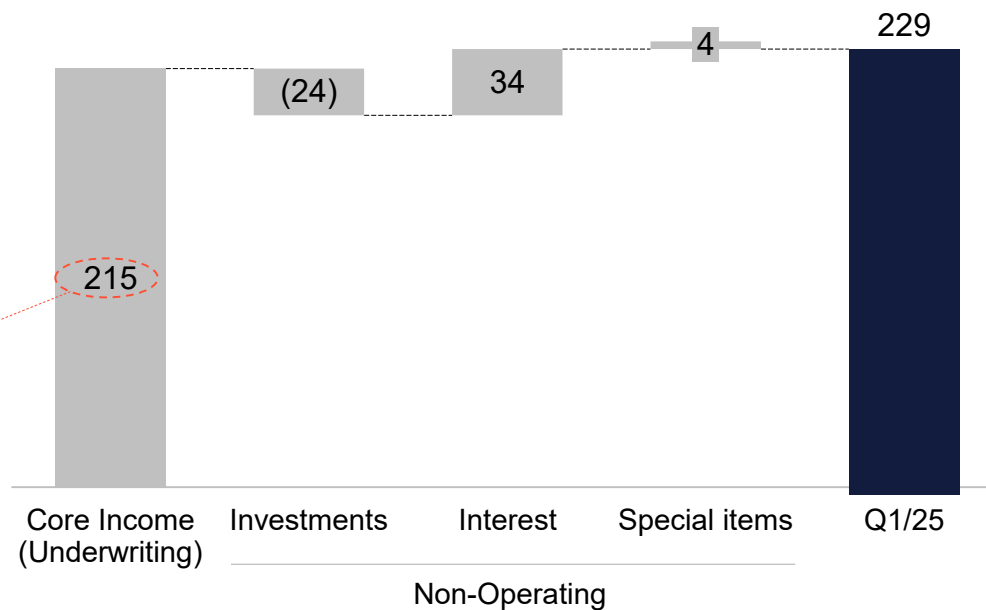 229
4
(24)
34
215
Core Income
(Underwriting)
Investments
Interest
Special items
Q1/25
Non-Operating